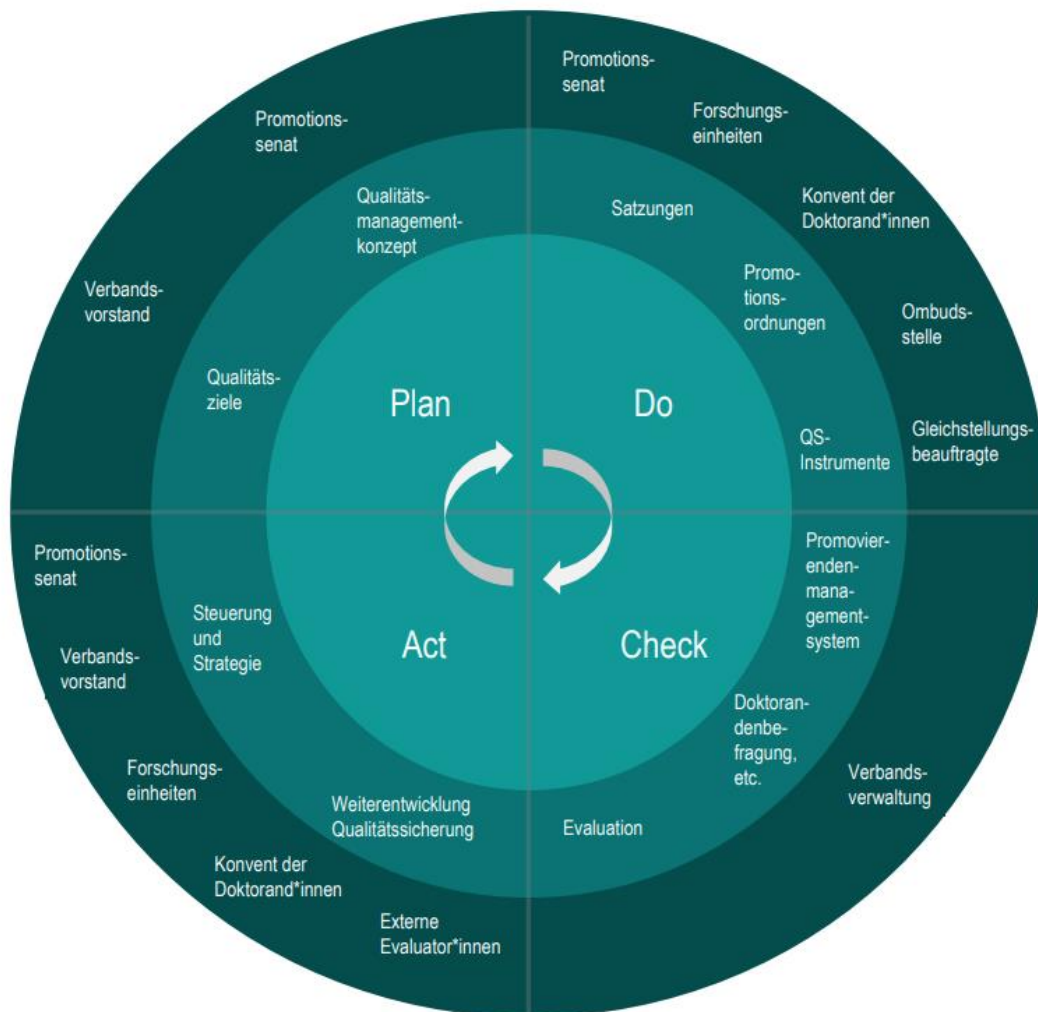 Promotions-
senat
Verbands-
vorstand
Qualitäts-
management-
konzept
Qualitäts-
ziele
Plan
Promotions-
senat
Forschungs-
einheiten
Konvent der
Doktorand*innen
Ombuds-
stelle
Gleichstellungs-
beauftragte
Satzungen
Promo-
tions-
ordnungen
QS-
Instrumente
Do
Check
Promovier-
enden-
mana-
gement-
system
Doktoran-
denbe-
fragung,
etc.
Evaluation
Verbands-
verwaltung
Act
Steuerung
und
Strategie
Weiterentwicklung
Qualitätssicherung
Promotions-
senat
Verbands-
vorstand
Forschungs-
einheiten
Konvent der
Doktorand*innen
Externe
Evaluator*innen